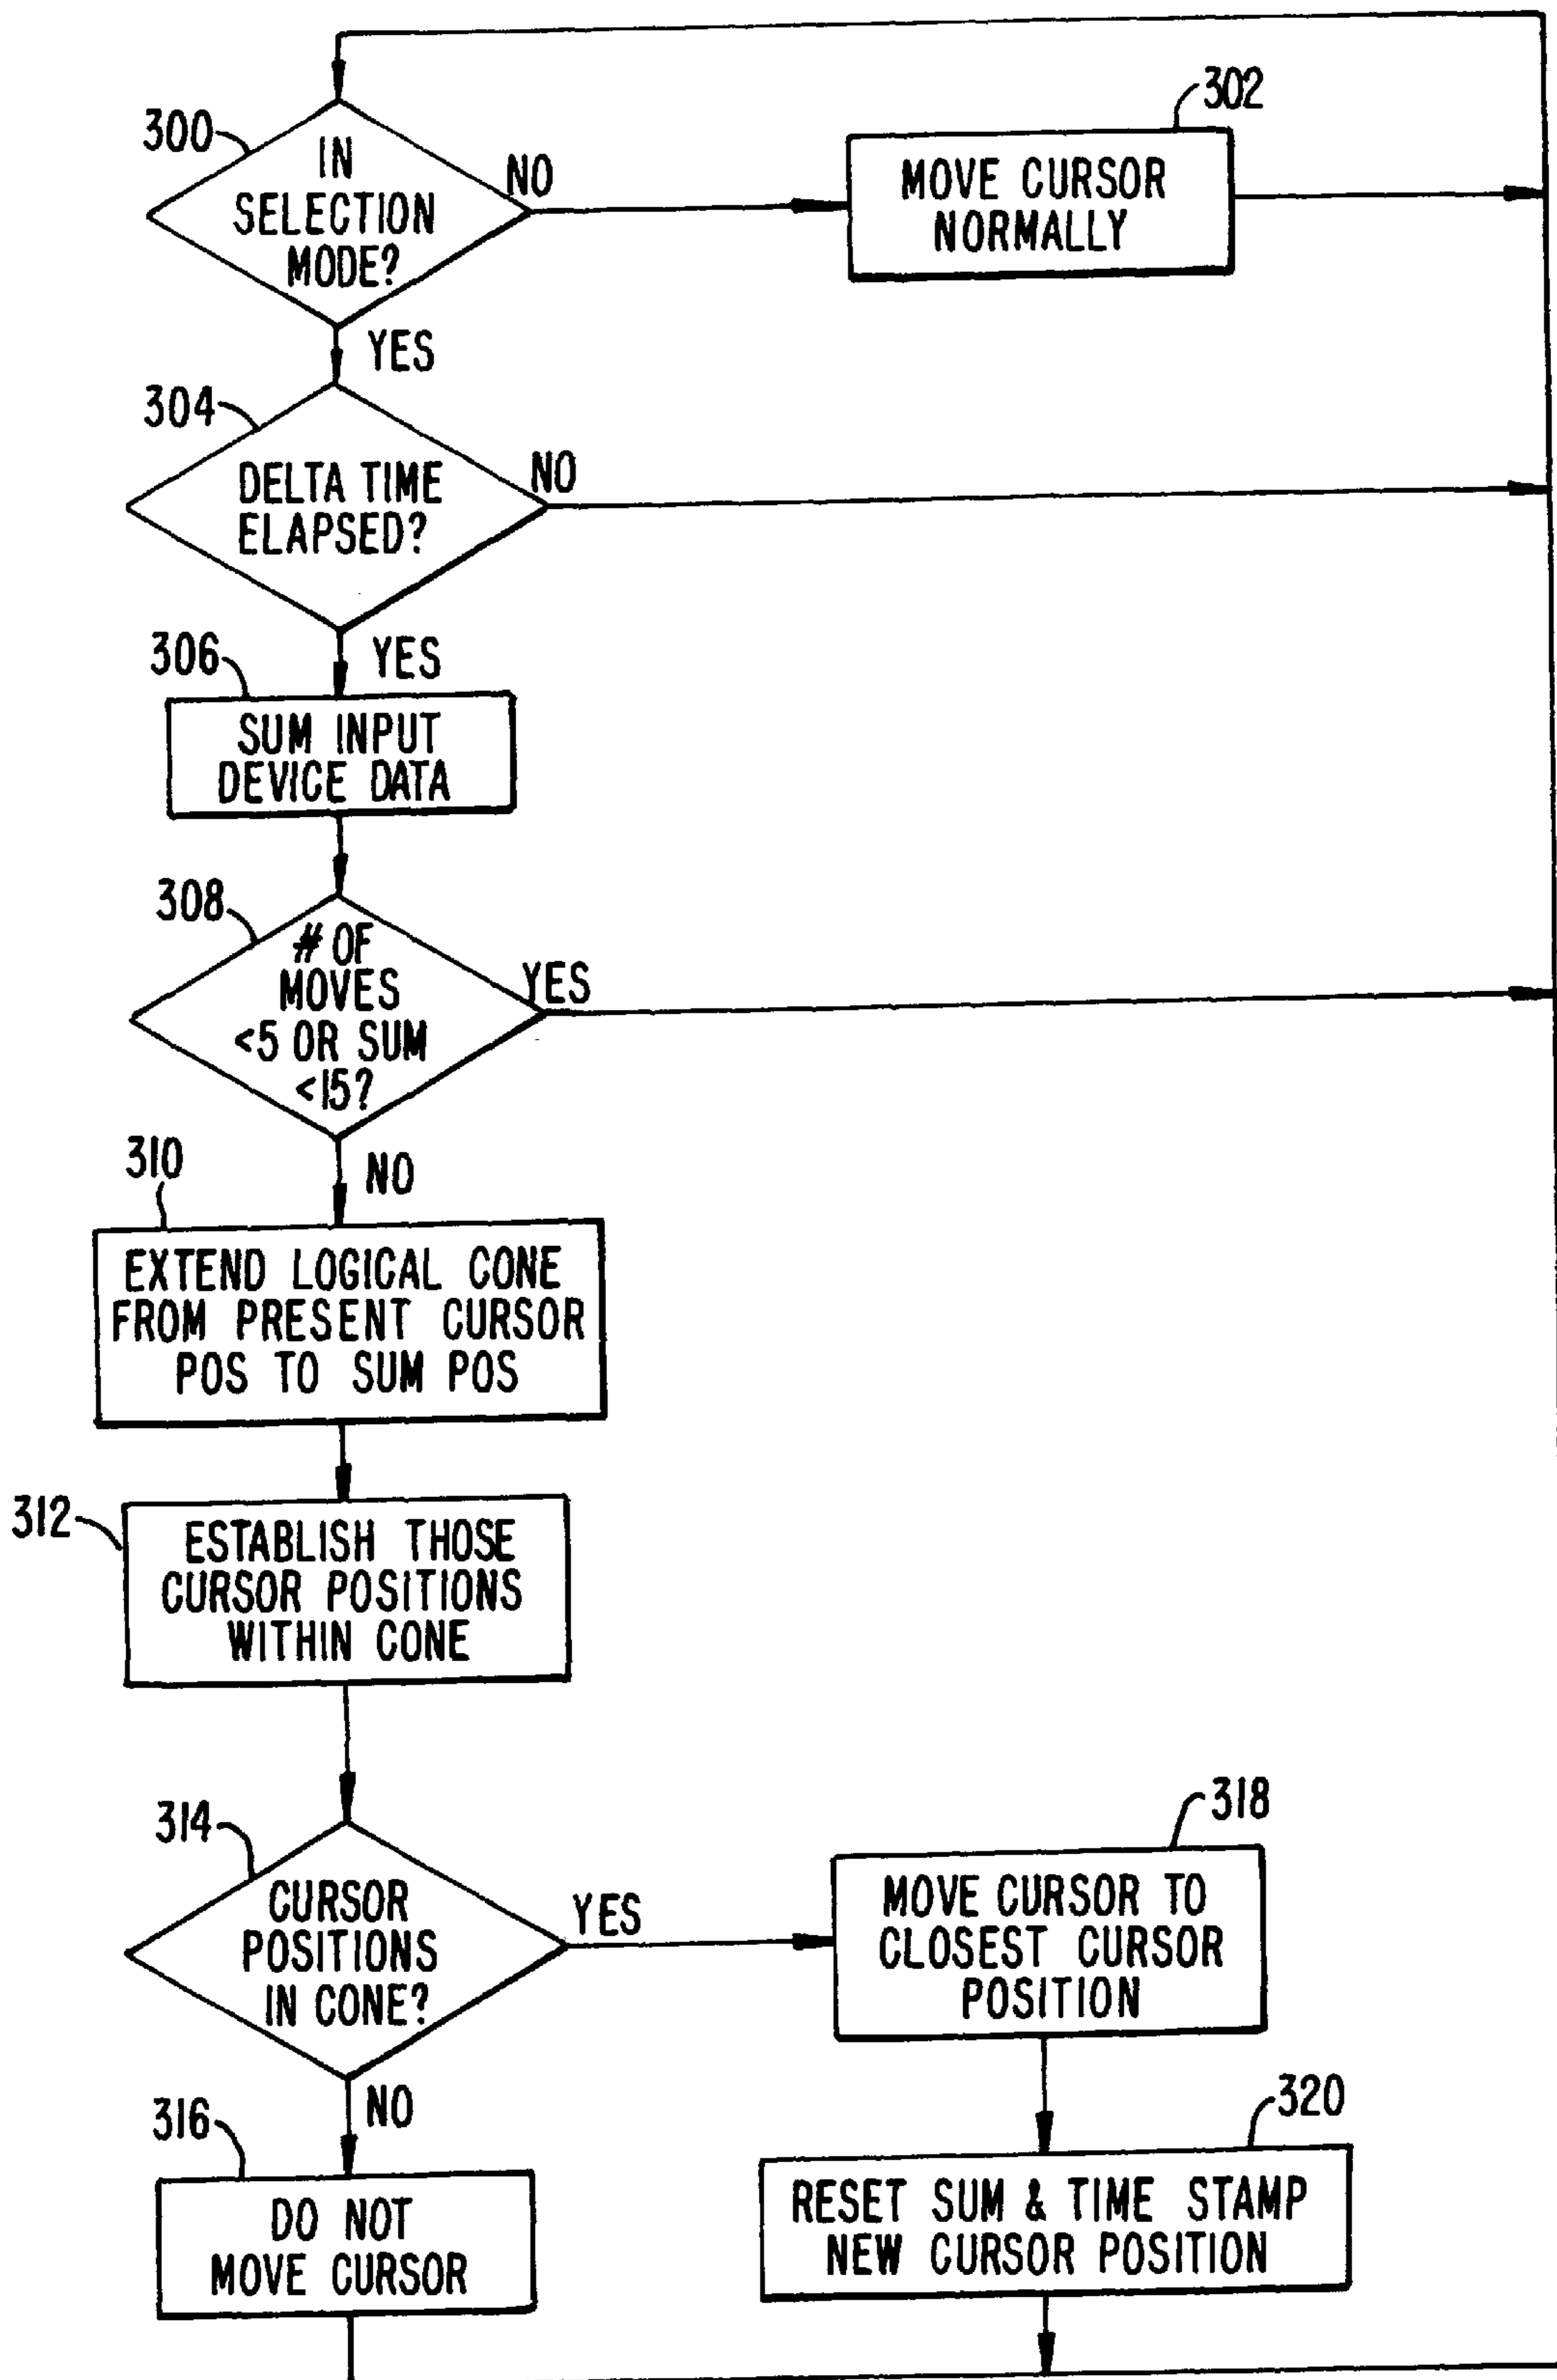 300
IN
SELECTION
MODE?
NO
302
MOVE CURSOR
NORMALLY
YES
304
DELTA TIME
ELAPSED?
NO
YES
306
SUM INPUT
DEVICE DATA
308
# OF
MOVES
<5 OR SUM
<15?
YES
NO
310
EXTEND LOGICAL CONE
FROM PRESENT CURSOR
POS TO SUM POS
312
ESTABLISH THOSE
CURSOR POSITIONS
WITHIN CONE
314
CURSOR
POSITIONS
IN CONE?
YES
318
MOVE CURSOR TO
CLOSEST CURSOR
POSITION
NO
316
DO NOT
MOVE CURSOR
320
RESET SUM & TIME STAMP
NEW CURSOR POSITION